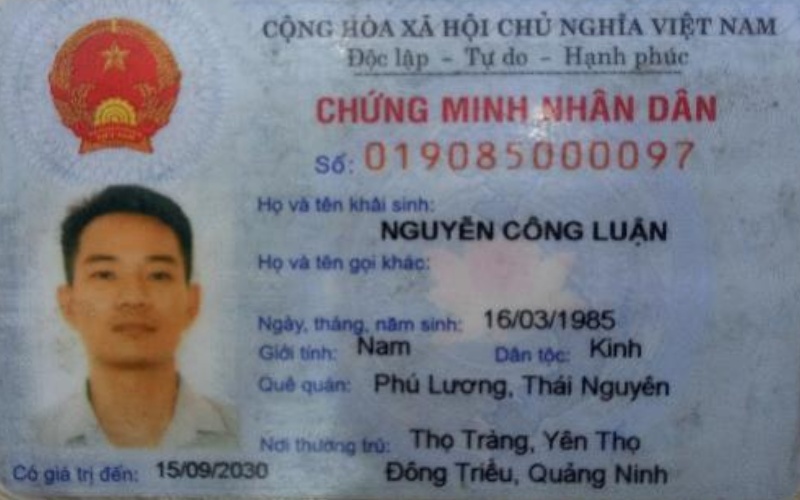 CỘNG HÒA XÃ HỘI CHỦ NGHĨA VIỆT NAM
Độc lập - Tự do - Hạnh phúc
CHỨNG MINH NHÂN DÂN
Số: 019085000097
Họ và tên khai sinh:
NGUYỄN CÔNG LUẬN
Họ và tên gọi khác:
Ngày, tháng, năm sinh: 16/03/1985
Giới tính: Nam Dân tộc: Kinh
Quê quán: Phú Lương, Thái Nguyên
Nơi thường trú: Thọ Tràng, Yên Thọ
Có giá trị đến: 15/09/2030 Đông Triều, Quảng Ninh